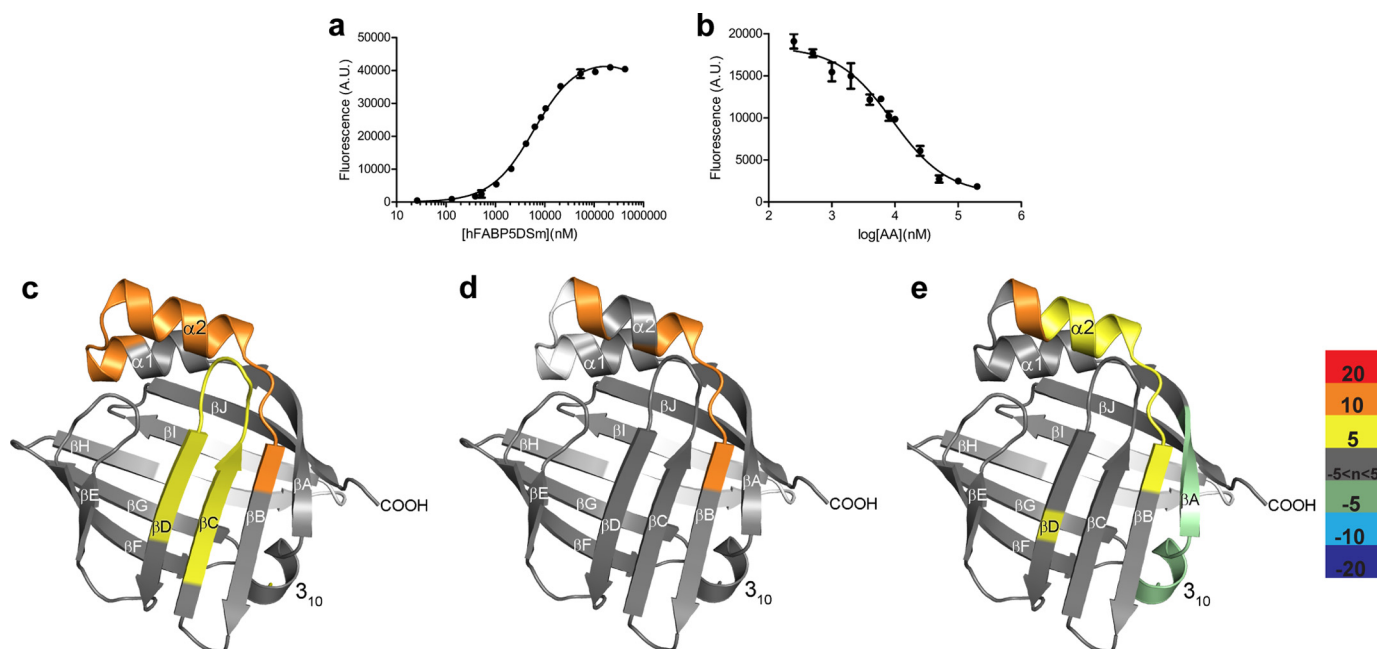 a
50000
40000
30000
20000
10000
0
Fluorescence (A.U.)
10 100 1000 10000 100000 1000000
[hFABP5DSm](nM)
b
20000
15000
10000
5000
0
Fluorescence (A.U.)
2 3 4 5 6
log[AA](nM)
c
α2
α1
βJ
βI
βH
βE
βG
βD
βC
βB
βA
βF
COOH
3₁₀
d
α2
α1
βJ
βI
βH
βE
βG
βD
βC
βB
βA
βF
COOH
3₁₀
e
α2
α1
βJ
βI
βH
βE
βG
βD
βC
βB
βA
βF
COOH
3₁₀
20
10
5
-5<n<5
-5
-10
-20